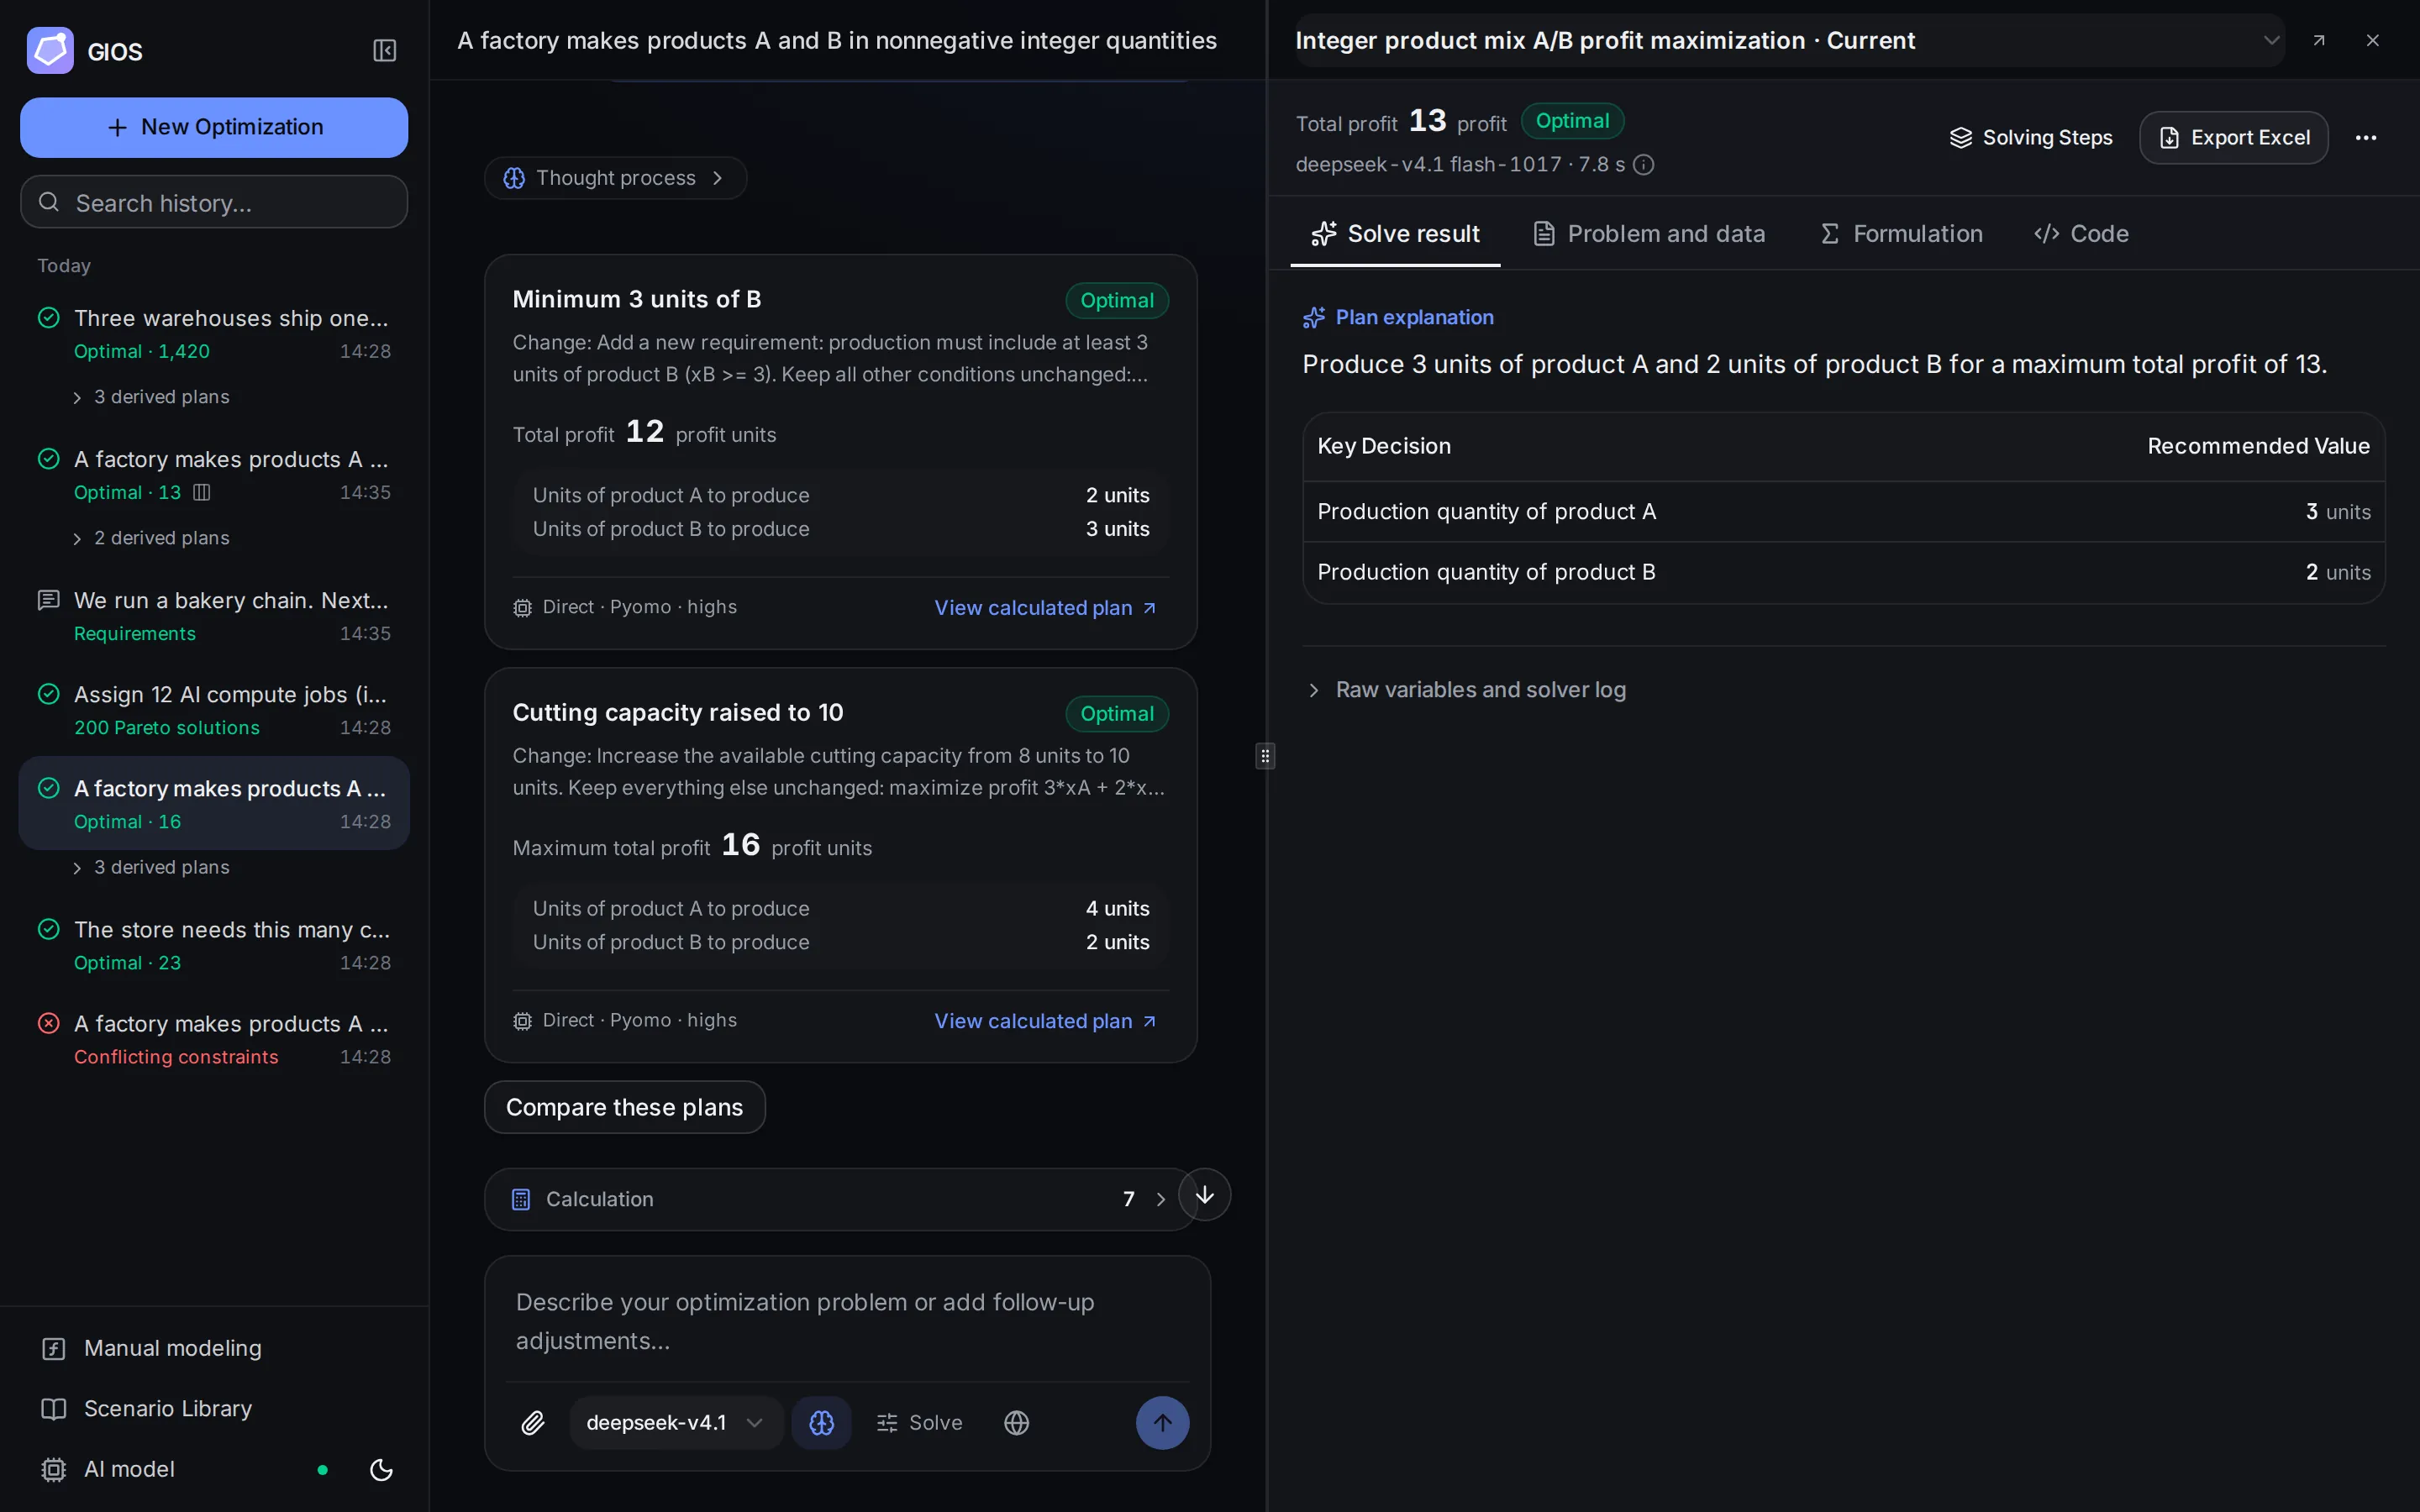 GIOS
New Optimization
Search history...
Today
Three warehouses ship one...
Optimal · 1,420 14:28
3 derived plans
A factory makes products A ...
Optimal · 13 14:35
2 derived plans
We run a bakery chain. Next...
Requirements 14:35
Assign 12 AI compute jobs (i...
200 Pareto solutions 14:28
A factory makes products A ...
Optimal · 16 14:28
3 derived plans
The store needs this many c...
Optimal · 23 14:28
A factory makes products A ...
Conflicting constraints 14:28
Manual modeling
Scenario Library
AI model
A factory makes products A and B in nonnegative integer quantities
Thought process
Minimum 3 units of B Optimal
Change: Add a new requirement: production must include at least 3
units of product B (xB >= 3). Keep all other conditions unchanged:...
Total profit 12 profit units
Units of product A to produce 2 units
Units of product B to produce 3 units
Direct · Pyomo · highs View calculated plan
Cutting capacity raised to 10 Optimal
Change: Increase the available cutting capacity from 8 units to 10
units. Keep everything else unchanged: maximize profit 3*xA + 2*x...
Maximum total profit 16 profit units
Units of product A to produce 4 units
Units of product B to produce 2 units
Direct · Pyomo · highs View calculated plan
Compare these plans
Calculation 7
Describe your optimization problem or add follow-up
adjustments...
deepseek-v4.1 Solve
Integer product mix A/B profit maximization · Current
Total profit 13 profit Optimal
deepseek-v4.1 flash-1017 · 7.8 s
Solving Steps Export Excel
Solve result Problem and data Formulation Code
Plan explanation
Produce 3 units of product A and 2 units of product B for a maximum total profit of 13.
Key Decision Recommended Value
Production quantity of product A 3 units
Production quantity of product B 2 units
Raw variables and solver log